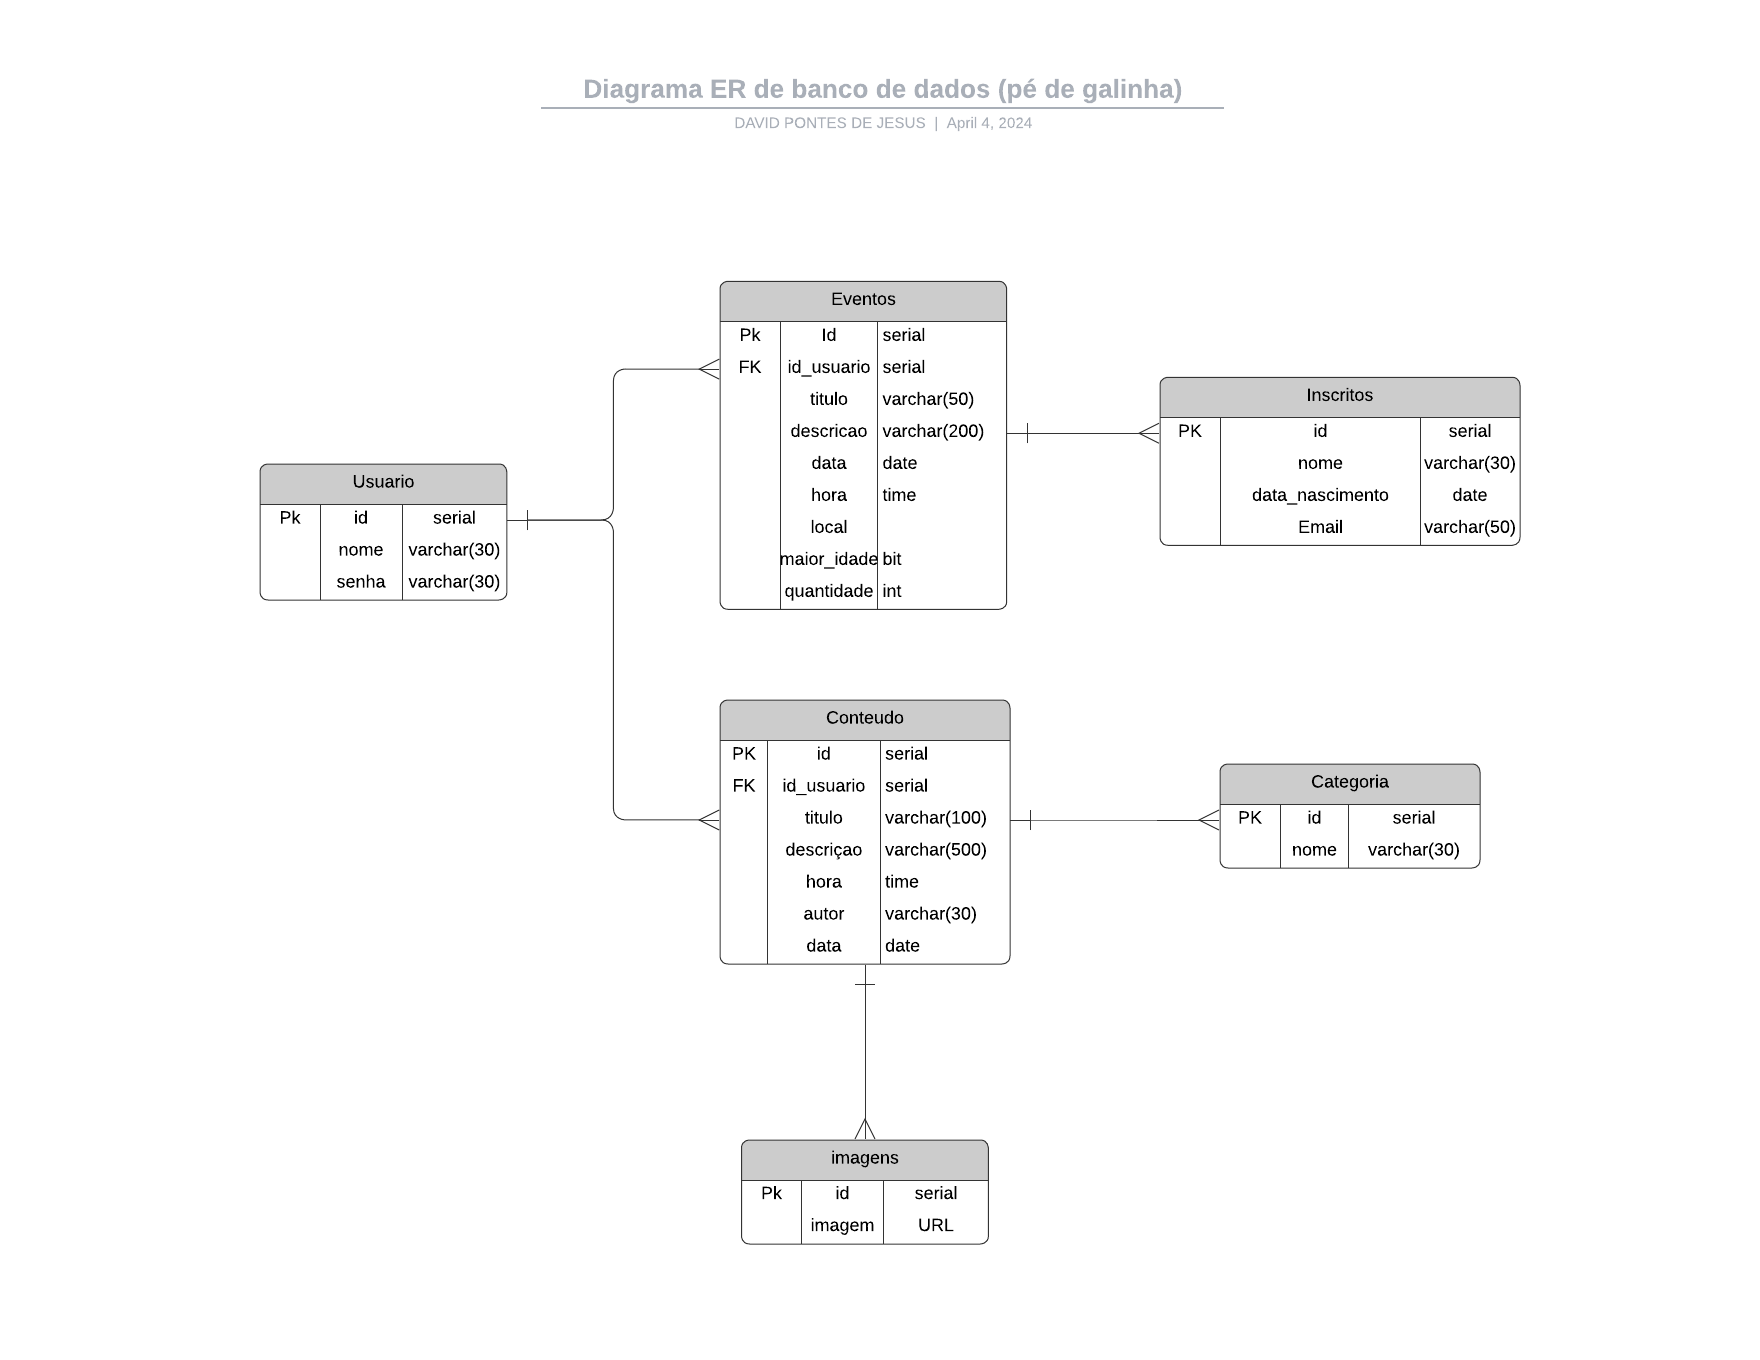 Diagrama ER de banco de dados (pé de galinha)
DAVID PONTES DE JESUS | April 4, 2024
Eventos
Pk Id serial
FK id_usuario serial
titulo varchar(50)
descricao varchar(200)
data date
hora time
local
maior_idade bit
quantidade int
Inscritos
PK id serial
nome varchar(30)
data_nascimento date
Email varchar(50)
Usuario
Pk id serial
nome varchar(30)
senha varchar(30)
Conteudo
PK id serial
FK id_usuario serial
titulo varchar(100)
descriçao varchar(500)
hora time
autor varchar(30)
data date
Categoria
PK id serial
nome varchar(30)
imagens
Pk id serial
imagem URL